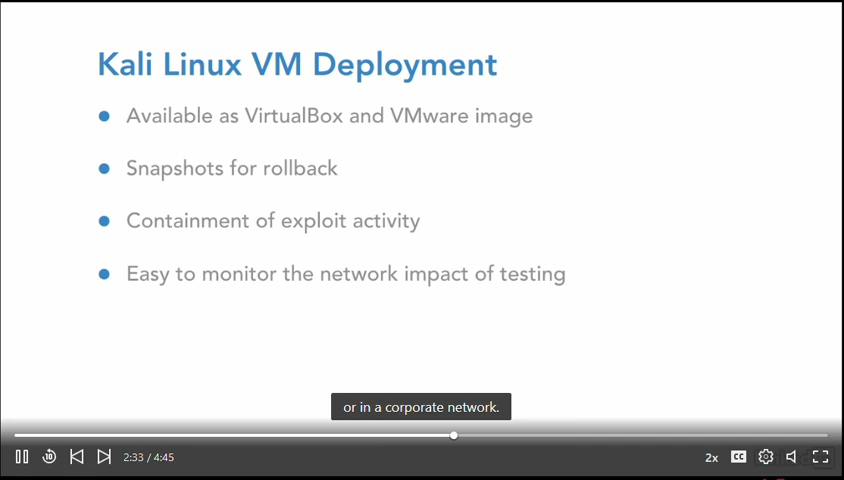 Kali Linux VM Deployment
Available as VirtualBox and VMware image
Snapshots for rollback
Containment of exploit activity
Easy to monitor the network impact of testing
or in a corporate network.
10
2:33 / 4:45
2x
CC